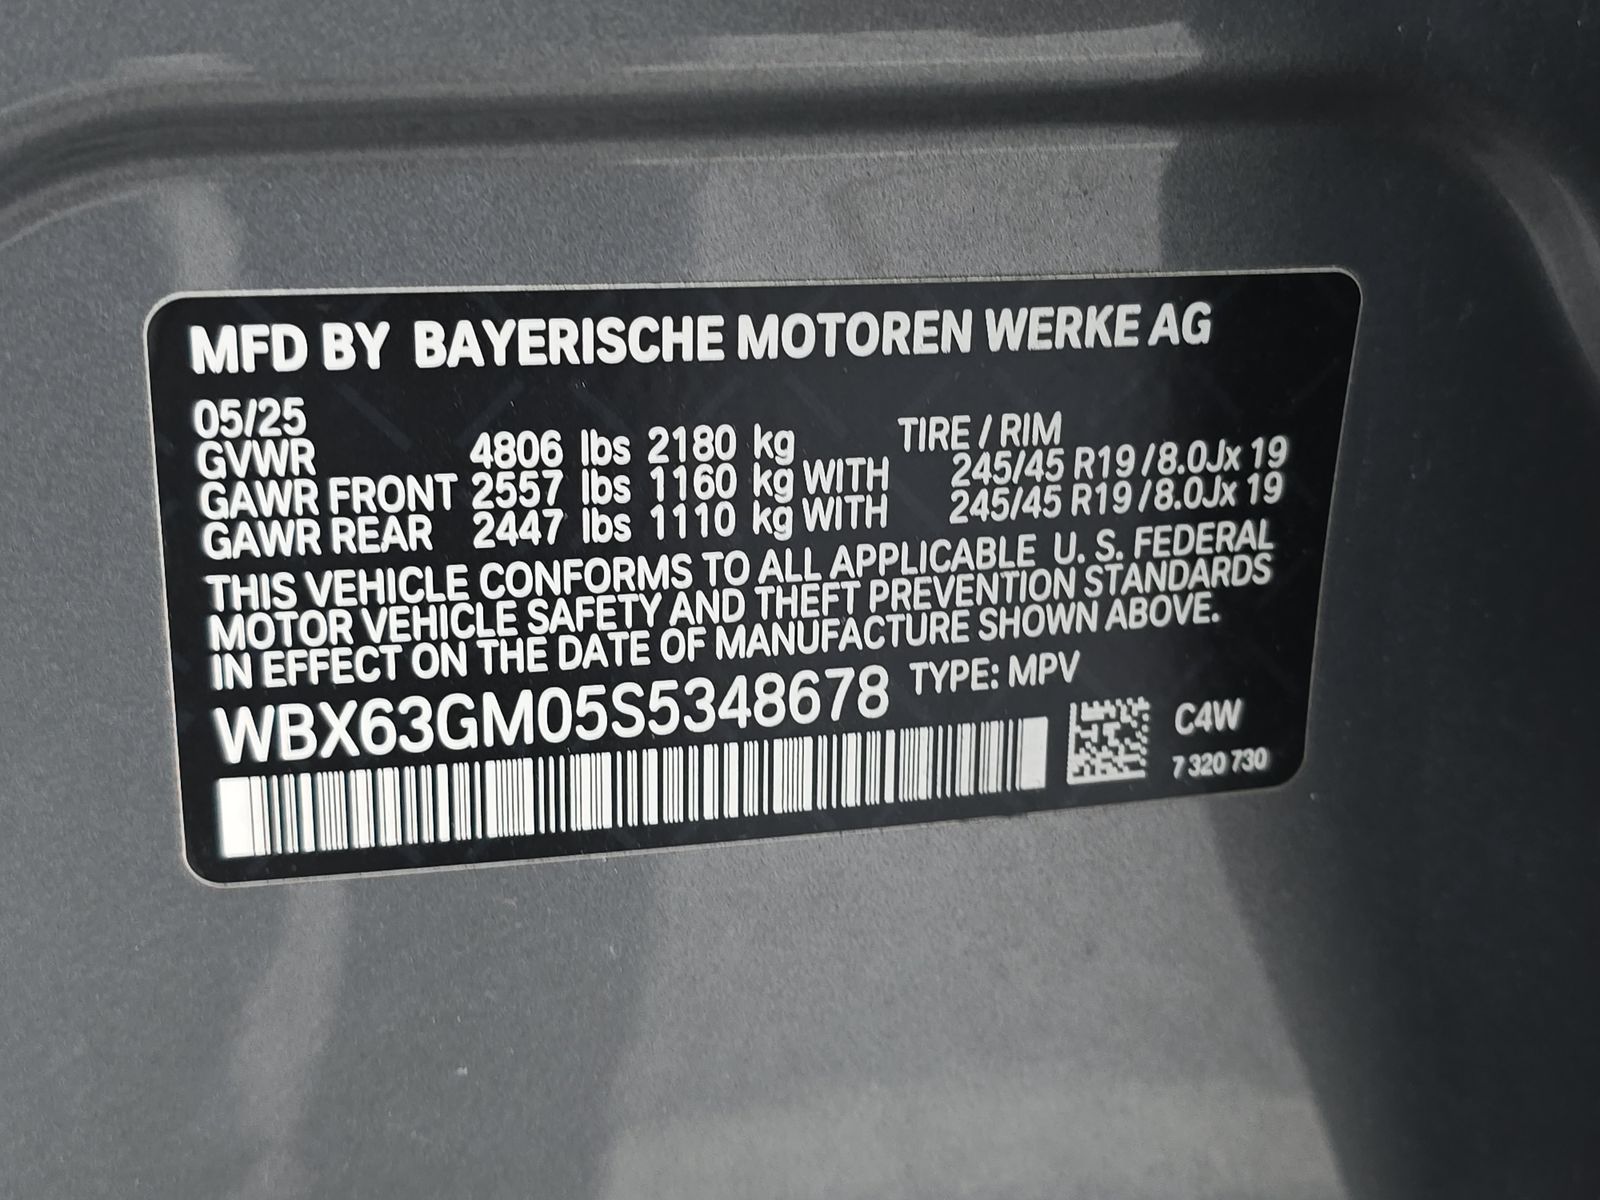 MFD BY BAYERISCHE MOTOREN WERKE AG
05/25
GVWR 4806 lbs 2180 kg TIRE / RIM
GAWR FRONT 2557 lbs 1160 kg WITH 245/45 R19 / 8.0Jx 19
GAWR REAR 2447 lbs 1110 kg WITH 245/45 R19 / 8.0Jx 19
THIS VEHICLE CONFORMS TO ALL APPLICABLE U. S. FEDERAL
MOTOR VEHICLE SAFETY AND THEFT PREVENTION STANDARDS
IN EFFECT ON THE DATE OF MANUFACTURE SHOWN ABOVE.
WBX63GM05S5348678 TYPE: MPV
C4W
7 320 730